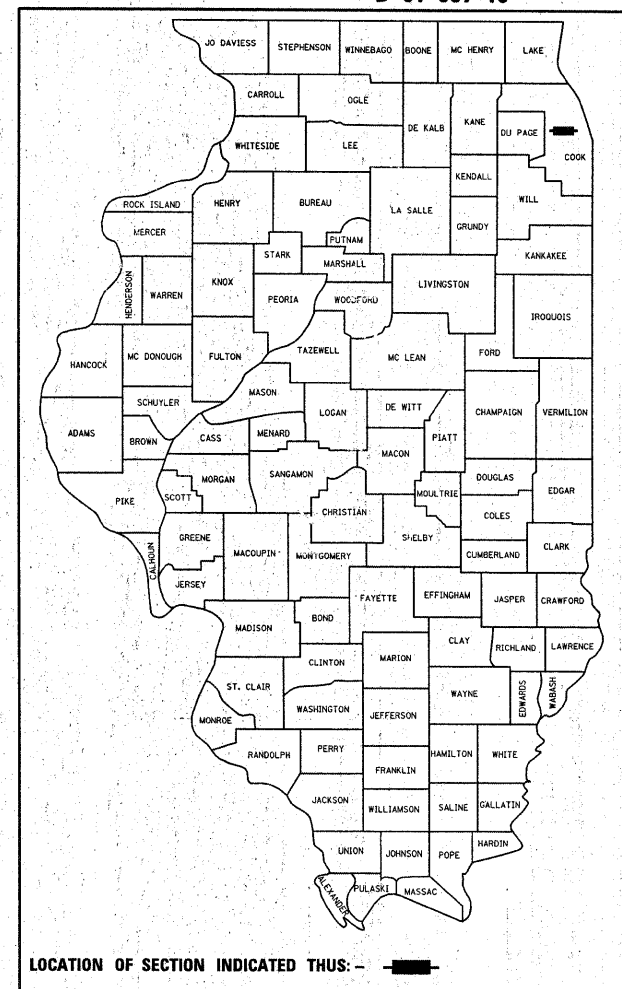 JO DAVIESS
STEPHENSON
WINNEBAGO
BOONE
MC HENRY
LAKE
CARROLL
OGLE
DE KALB
KANE
DU PAGE
COOK
WHITESIDE
LEE
KENDALL
WILL
ROCK ISLAND
HENRY
BUREAU
LA SALLE
GRUNDY
MERCER
PUTNAM
KANKAKEE
STARK
MARSHALL
HENDERSON
WARREN
KNOX
PEORIA
WOODFORD
LIVINGSTON
IROQUOIS
HANCOCK
MC DONOUGH
FULTON
TAZEWELL
MC LEAN
FORD
SCHUYLER
MASON
LOGAN
DE WITT
CHAMPAIGN
VERMILION
ADAMS
BROWN
CASS
MENARD
MACON
PIATT
PIKE
SCOTT
MORGAN
SANGAMON
CHRISTIAN
MOULTRIE
DOUGLAS
EDGAR
COLES
SHELBY
GREENE
MACOUPIN
MONTGOMERY
CUMBERLAND
CLARK
CALHOUN
JERSEY
FAYETTE
EFFINGHAM
JASPER
CRAWFORD
MADISON
BOND
CLAY
RICHLAND
LAWRENCE
CLINTON
MARION
ST. CLAIR
WAYNE
EDWARDS
WABASH
WASHINGTON
JEFFERSON
MONROE
RANDOLPH
PERRY
HAMILTON
WHITE
FRANKLIN
JACKSON
WILLIAMSON
SALINE
GALLATIN
UNION
JOHNSON
POPE
HARDIN
ALEXANDER
PULASKI
MASSAC
LOCATION OF SECTION INDICATED THUS: -